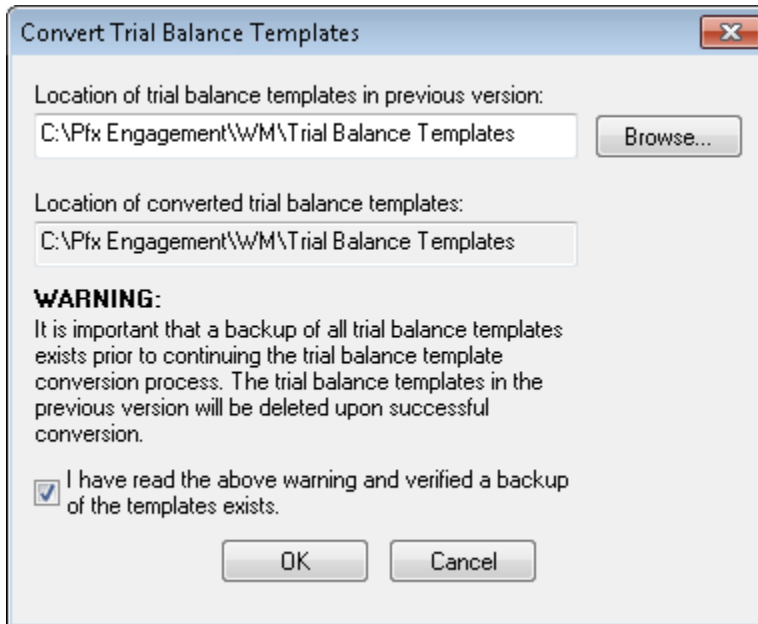 Convert Trial Balance Templates
Location of trial balance templates in previous version:
C:\Pfx Engagement\WM\Trial Balance Templates
Browse...
Location of converted trial balance templates:
C:\Pfx Engagement\WM\Trial Balance Templates
WARNING:
It is important that a backup of all trial balance templates
exists prior to continuing the trial balance template
conversion process. The trial balance templates in the
previous version will be deleted upon successful
conversion.
I have read the above warning and verified a backup
of the templates exists.
OK
Cancel